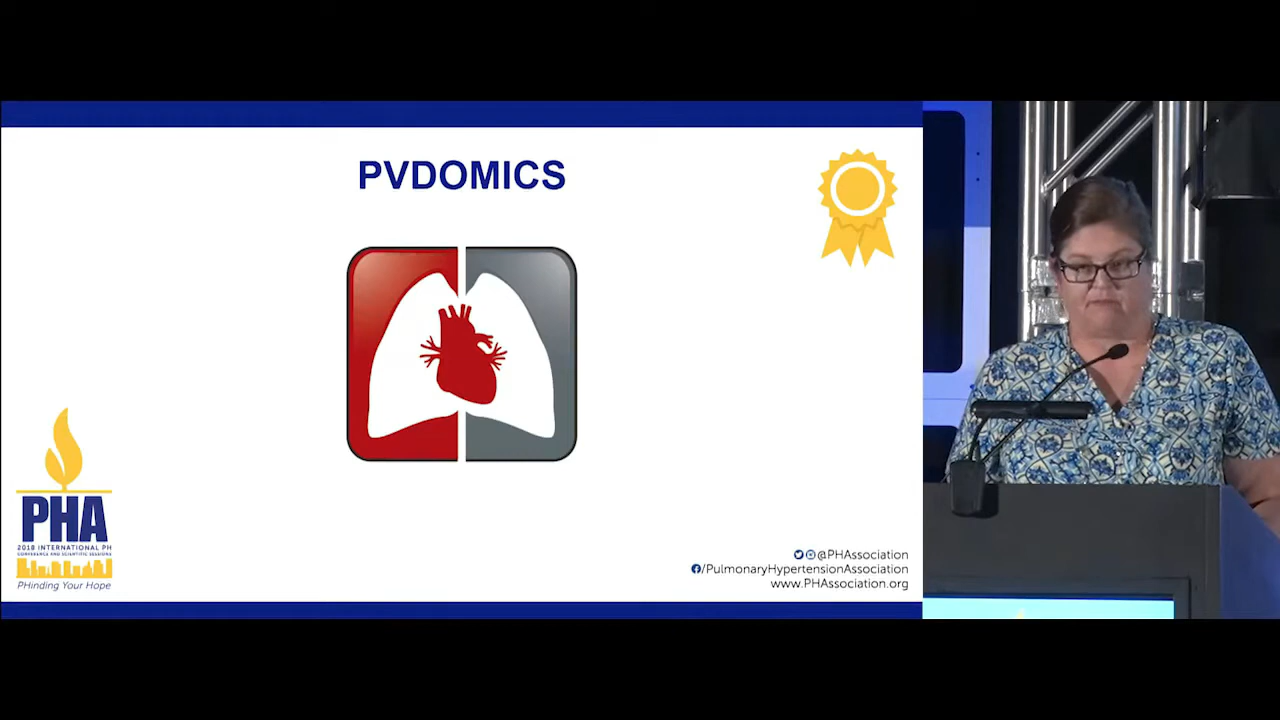 PVDOMICS
PHA
2018 INTERNATIONAL PH
CONFERENCE AND SCIENTIFIC SESSIONS
PHinding Your Hope
@PHAssociation
/PulmonaryHypertensionAssociation
www.PHAssociation.org